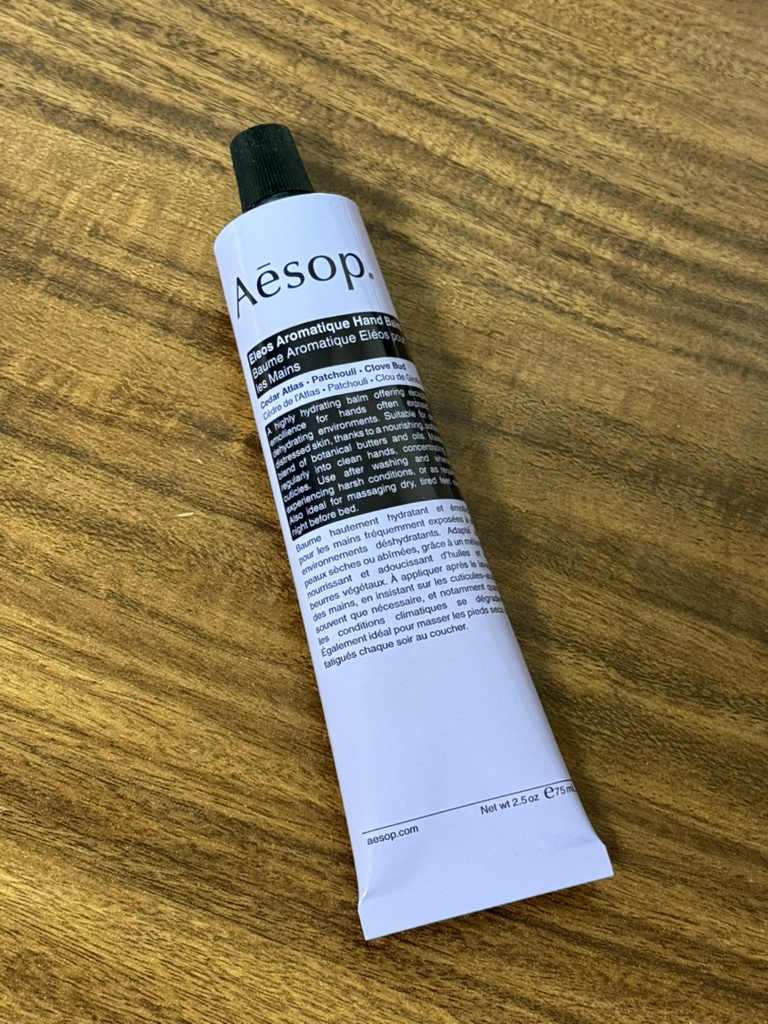 Aēsop®
Eleos Aromatique Hand Balm
Baume Aromatique Eléos pour
les Mains
Cedar Atlas • Patchouli • Clove Bud
Cèdre de l'Atlas • Patchouli • Clou de
A highly hydrating balm offering
emollience for hands often
dehydrating environments. Suitable for
distressed skin, thanks to a nourishing,
blend of botanical butters and oils.
regularly into clean hands,
cuticles. Use after washing and
experiencing harsh conditions, or as
Also ideal for massaging dry, tired feet
night before bed.
Baume hautement hydratant et
pour les mains fréquemment exposées
environnements déshydratants.
peaux sèches ou abîmées, grâce à un
nourrissant et adoucissant d'huiles et
beurres végétaux. À appliquer après le
des mains, en insistant sur les cuticules
souvent que nécessaire, et notamment
les conditions climatiques se
Également idéal pour masser les pieds secs
fatigués chaque soir au coucher.
aesop.com
Net wt 2.5 oz ℮75 mL